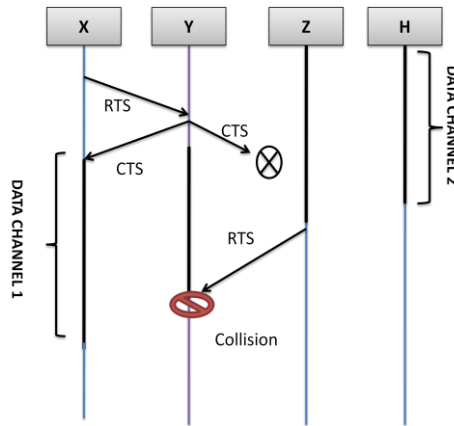 X
Y
Z
H
RTS
CTS
CTS
DATA CHANNEL 2
DATA CHANNEL 1
RTS
Collision